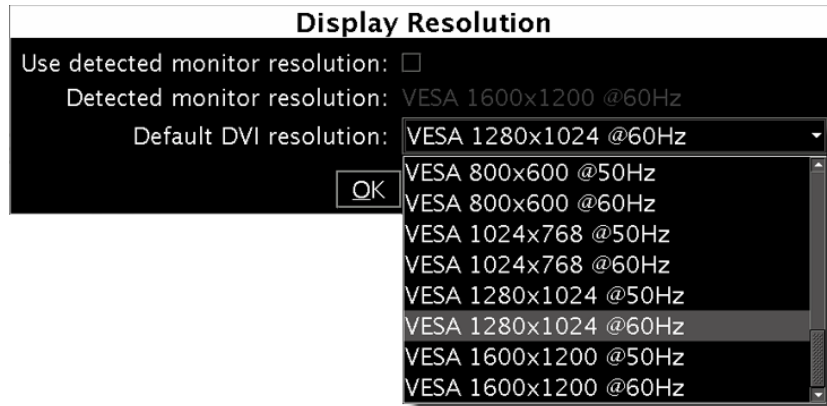 Display Resolution
Use detected monitor resolution:
Detected monitor resolution: VESA 1600x1200 @60Hz
Default DVI resolution: VESA 1280x1024 @60Hz
OK
VESA 800x600 @50Hz
VESA 800x600 @60Hz
VESA 1024x768 @50Hz
VESA 1024x768 @60Hz
VESA 1280x1024 @50Hz
VESA 1280x1024 @60Hz
VESA 1600x1200 @50Hz
VESA 1600x1200 @60Hz